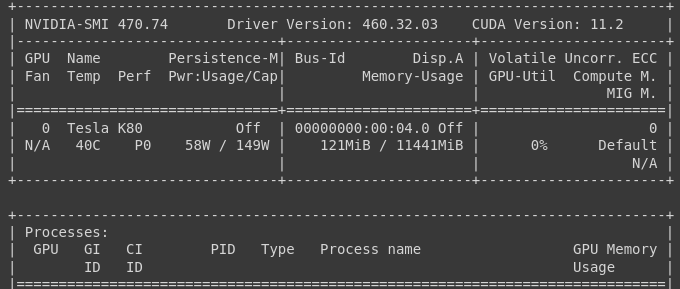 +-----------------------------------------------------------------------------+
| NVIDIA-SMI 470.74       Driver Version: 460.32.03    CUDA Version: 11.2     |
|-------------------------------+----------------------+----------------------+
| GPU  Name        Persistence-M| Bus-Id        Disp.A | Volatile Uncorr. ECC |
| Fan  Temp  Perf  Pwr:Usage/Cap|         Memory-Usage | GPU-Util  Compute M. |
|                               |                      |               MIG M. |
|===============================+======================+======================|
|   0  Tesla K80           Off  | 00000000:00:04.0 Off |                    0 |
| N/A   40C    P0    58W / 149W |    121MiB / 11441MiB |      0%      Default |
|                               |                      |                  N/A |
+-------------------------------+----------------------+----------------------+
+-----------------------------------------------------------------------------+
| Processes:                                                                  |
|  GPU   GI   CI        PID   Type   Process name                  GPU Memory |
|        ID   ID                                                   Usage      |
|=============================================================================|